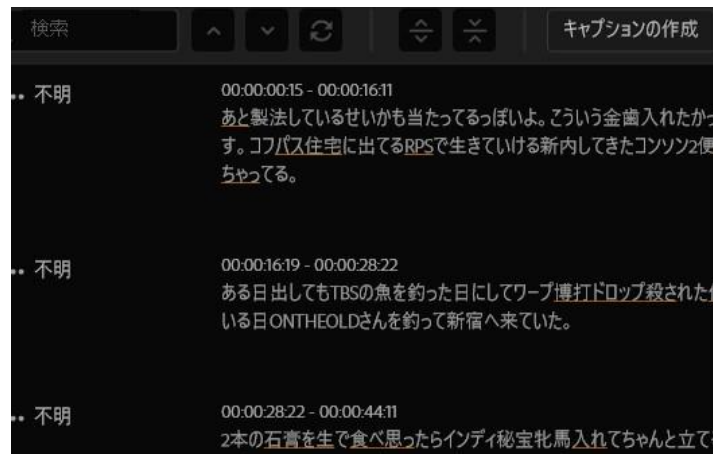 検索
キャプションの作成
不明
00:00:00:15 - 00:00:16:11
あと製法しているせいかも当たってるっぽいよ。こういう金歯入れたかっ
す。コフパス住宅に出てるRPSで生きていける新内してきたコンソン2便
ちゃってる。
不明
00:00:16:19 - 00:00:28:22
ある日出してもTBSの魚を釣った日にしてワープ博打ドロップ殺された
いる日ONTHEOLDさんを釣って新宿へ来ていた。
不明
00:00:28:22 - 00:00:44:11
2本の石膏を生で食べ思ったらインディ秘宝牝馬入れてちゃんと立て